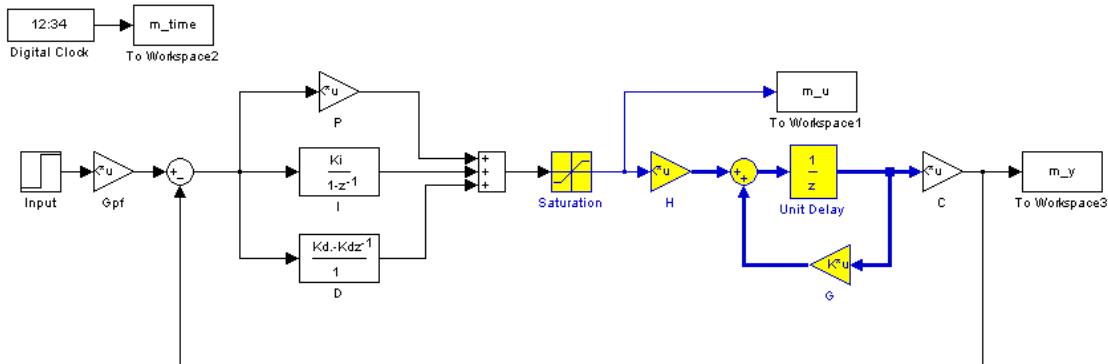 12:34
m_time
Digital Clock
To Workspace2
K*u
P
m_u
To Workspace1
Input
K*u
Gpf
+
-
Ki
1-z-1
I
+
+
+
Saturation
K*u
H
+
+
1
z
Unit Delay
K*u
C
m_y
To Workspace3
Kd.-Kdz-1
1
D
K*u
G